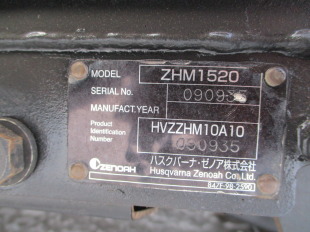 MODEL ZHM1520
SERIAL No. 090935
MANUFACT.YEAR
Product Identification Number HVZZHM10A10
090935
ZENOAH ハスクバーナ・ゼノア株式会社
Husqvarna Zenoah Co.,Ltd.